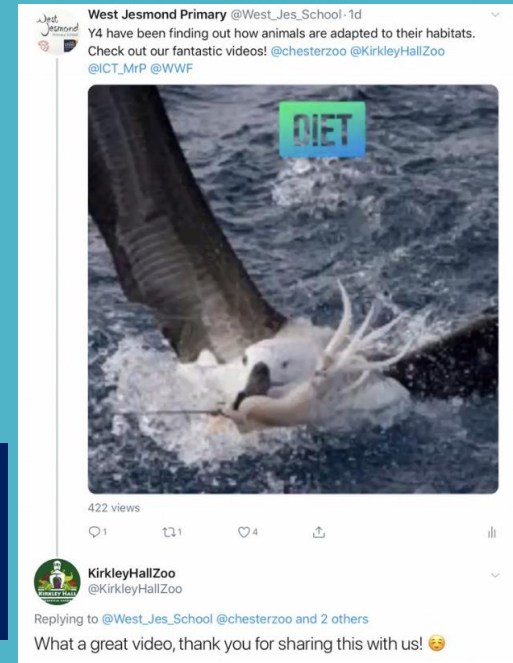 West Jesmond
West Jesmond Primary @West_Jes_School · 1d
Y4 have been finding out how animals are adapted to their habitats.
Check out our fantastic videos! @chesterzoo @KirkleyHallZoo
@ICT_MrP @WWF
DIET
422 views
1 1 4
KIRKLEY HALL
KirkleyHallZoo
@KirkleyHallZoo
Replying to @West_Jes_School @chesterzoo and 2 others
What a great video, thank you for sharing this with us! ☺️